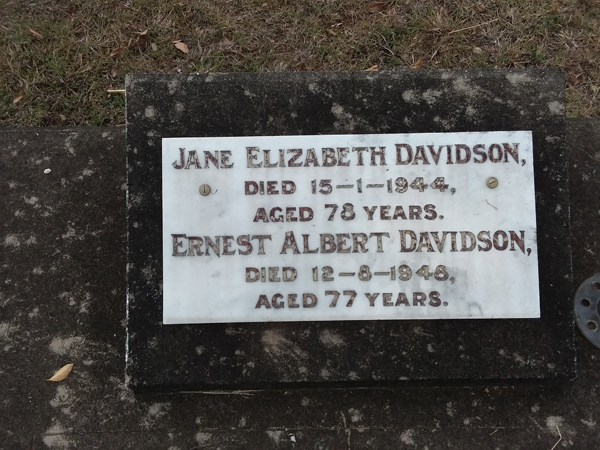 JANE ELIZABETH DAVIDSON,
DIED 15-1-1944,
AGED 78 YEARS.
ERNEST ALBERT DAVIDSON,
DIED 12-8-1948,
AGED 77 YEARS.